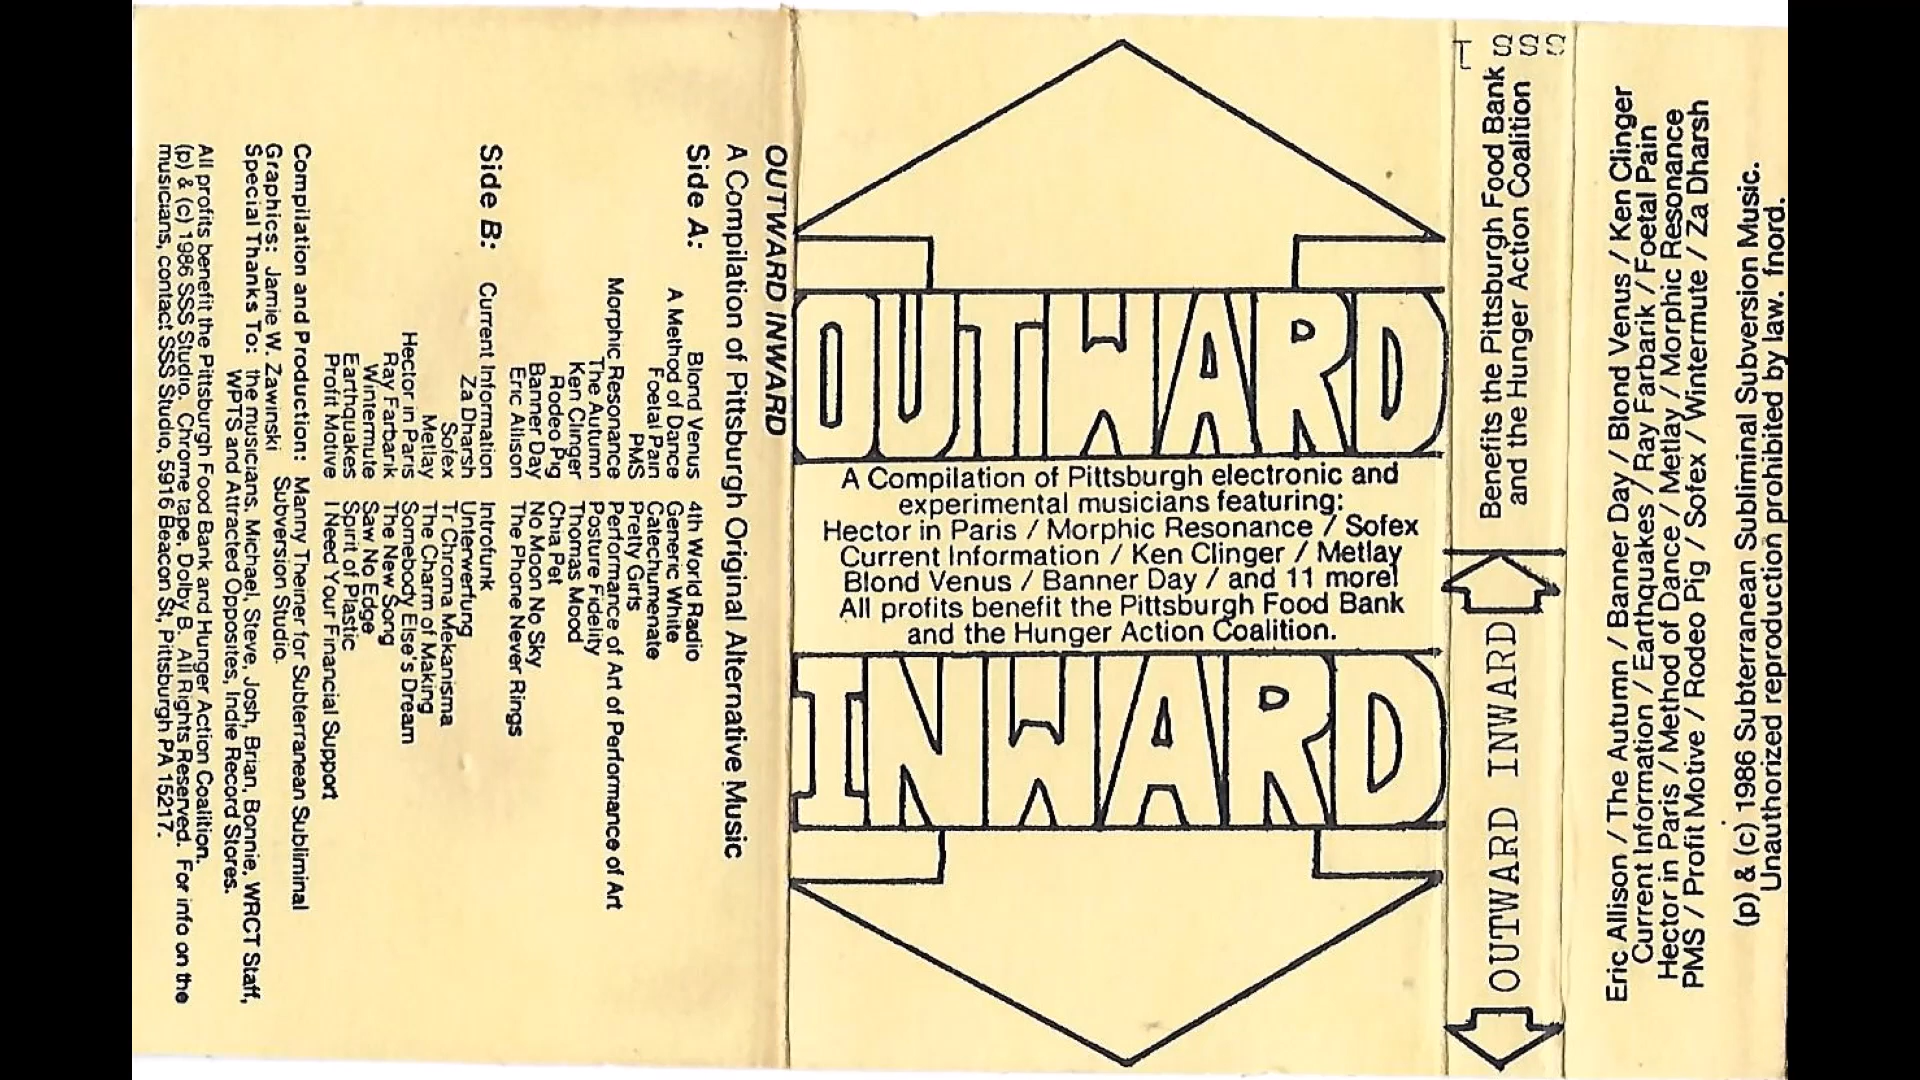 OUTWARD INWARD
A Compilation of Pittsburgh Original Alternative Music
Side A: Blond Venus 4th World Radio
A Method of Dance Generic White
Foetal Pain Catechumenate
PMS Pretty Girls
Morphic Resonance Performance of Art of Performance of Art
The Autumn Posture Fidelity
Ken Clinger Thomas Mood
Rodeo Pig Chia Pet
Banner Day No Moon No Sky
Eric Allison The Phone Never Rings
Side B: Current Information Introfunk
Za Dharsh Unterwerfung
Sofex Tr Chroma Mekanisma
Metlay The Charm of Making
Hector in Paris Somebody Else's Dream
Ray Farbarik The New Song
Wintermute Saw No Edge
Earthquakes Spirit of Plastic
Profit Motive I Need Your Financial Support
Compilation and Production: Manny Theiner for Subterranean Subliminal
Subversion Studio.
Graphics: Jamie W. Zawinski
Special Thanks To: the musicians, Michael, Steve, Josh, Brian, Bonnie, WRCT Staff,
WPTS and Attracted Opposites, Indie Record Stores.
All profits benefit the Pittsburgh Food Bank and Hunger Action Coalition.
(p) & (c) 1986 SSS Studio. Chrome tape, Dolby B. All Rights Reserved. For info on the
musicians, contact SSS Studio, 5916 Beacon St, Pittsburgh PA 15217.
OUTWARD
A Compilation of Pittsburgh electronic and
experimental musicians featuring:
Hector in Paris / Morphic Resonance / Sofex
Current Information / Ken Clinger / Metlay
Blond Venus / Banner Day / and 11 more!
All profits benefit the Pittsburgh Food Bank
and the Hunger Action Coalition.
INWARD
SSS
T
Benefits the Pittsburgh Food Bank
and the Hunger Action Coalition
OUTWARD INWARD
Eric Allison / The Autumn / Banner Day / Blond Venus / Ken Clinger
Current Information / Earthquakes / Ray Farbarik / Foetal Pain
Hector in Paris / Method of Dance / Metlay / Morphic Resonance
PMS / Profit Motive / Rodeo Pig / Sofex / Wintermute / Za Dharsh
(p) & (c) 1986 Subterranean Subliminal Subversion Music.
Unauthorized reproduction prohibited by law. fnord.